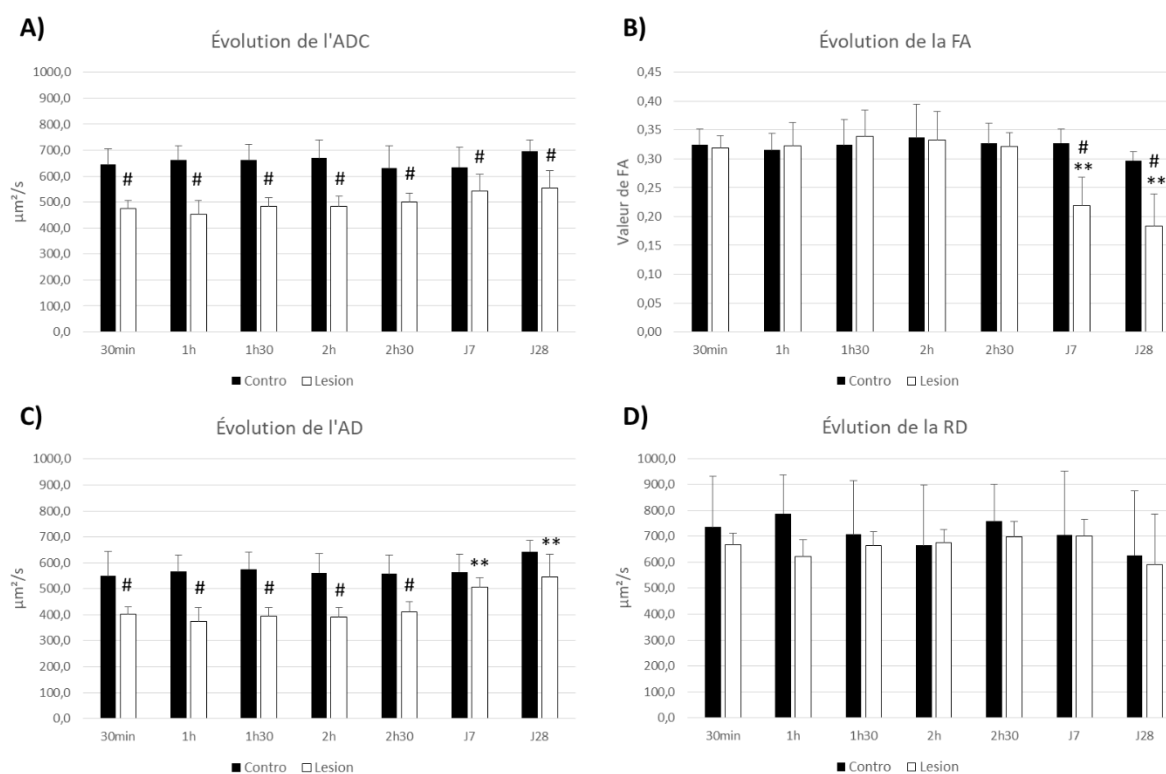 A)
Évolution de l'ADC
1000,0
900,0
800,0
700,0
600,0
500,0
400,0
300,0
200,0
100,0
0,0
µm²/s
# # # # # # #
30min 1h 1h30 2h 2h30 J7 J28
Contro Lesion
B)
Évolution de la FA
0,45
0,40
0,35
0,30
0,25
0,20
0,15
0,10
0,05
0,00
Valeur de FA
# #
** **
30min 1h 1h30 2h 2h30 J7 J28
Contro Lesion
C)
Évolution de l'AD
1000,0
900,0
800,0
700,0
600,0
500,0
400,0
300,0
200,0
100,0
0,0
µm²/s
# # # # # ** **
30min 1h 1h30 2h 2h30 J7 J28
Contro Lesion
D)
Évlution de la RD
1000,0
900,0
800,0
700,0
600,0
500,0
400,0
300,0
200,0
100,0
0,0
µm²/s
30min 1h 1h30 2h 2h30 J7 J28
Contro Lesion